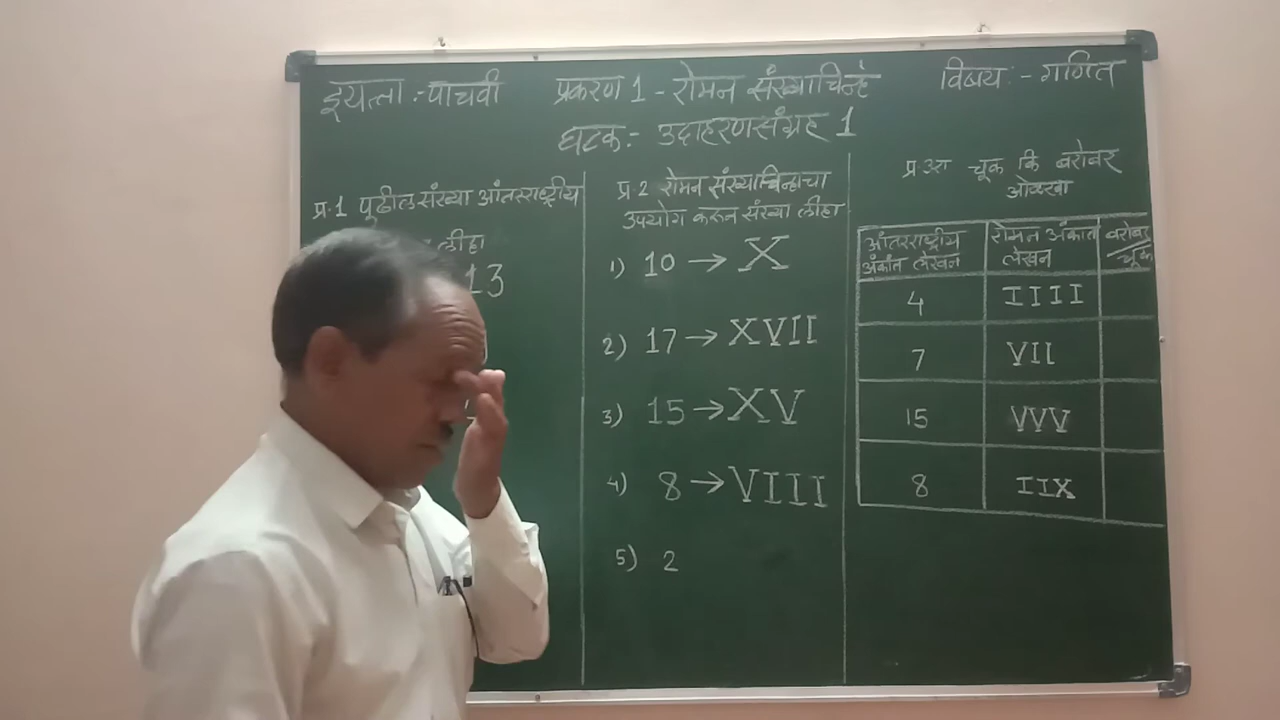 इयत्ता :- पाचवी
प्रकरण 1 - रोमन संख्याचिन्हे
विषय :- गणित
घटक :- उदाहरणसंग्रह 1
प्र.1 पूढील संख्या आंतरराष्ट्रीय
लीहा
13
प्र.2 रोमन संख्याचिन्हाचा
उपयोग करून संख्या लीहा
1) 10 → X
2) 17 → XVII
3) 15 → XV
4) 8 → VIII
5) 2
प्र.3रा चूक कि बरोबर
ओळखा
आंतरराष्ट्रीय अंकांत लेखन | रोमन अंकात लेखन | बरोबर/चूक
4 IIII
7 VII
15 VVV
8 IIX